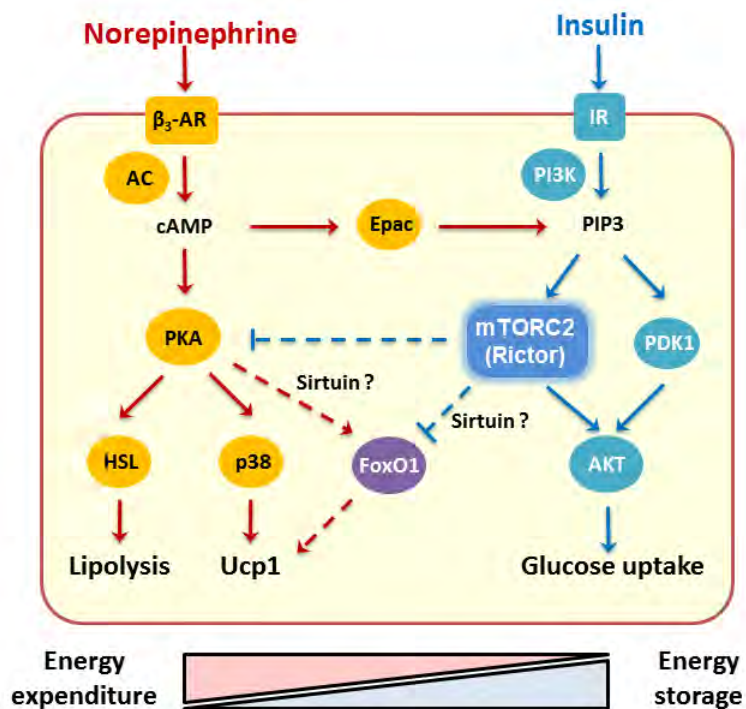 Norepinephrine
Insulin
β₃-AR
IR
AC
PI3K
cAMP
Epac
PIP3
PKA
mTORC2
(Rictor)
PDK1
Sirtuin ?
Sirtuin ?
HSL
p38
FoxO1
AKT
Lipolysis
Ucp1
Glucose uptake
Energy
expenditure
Energy
storage